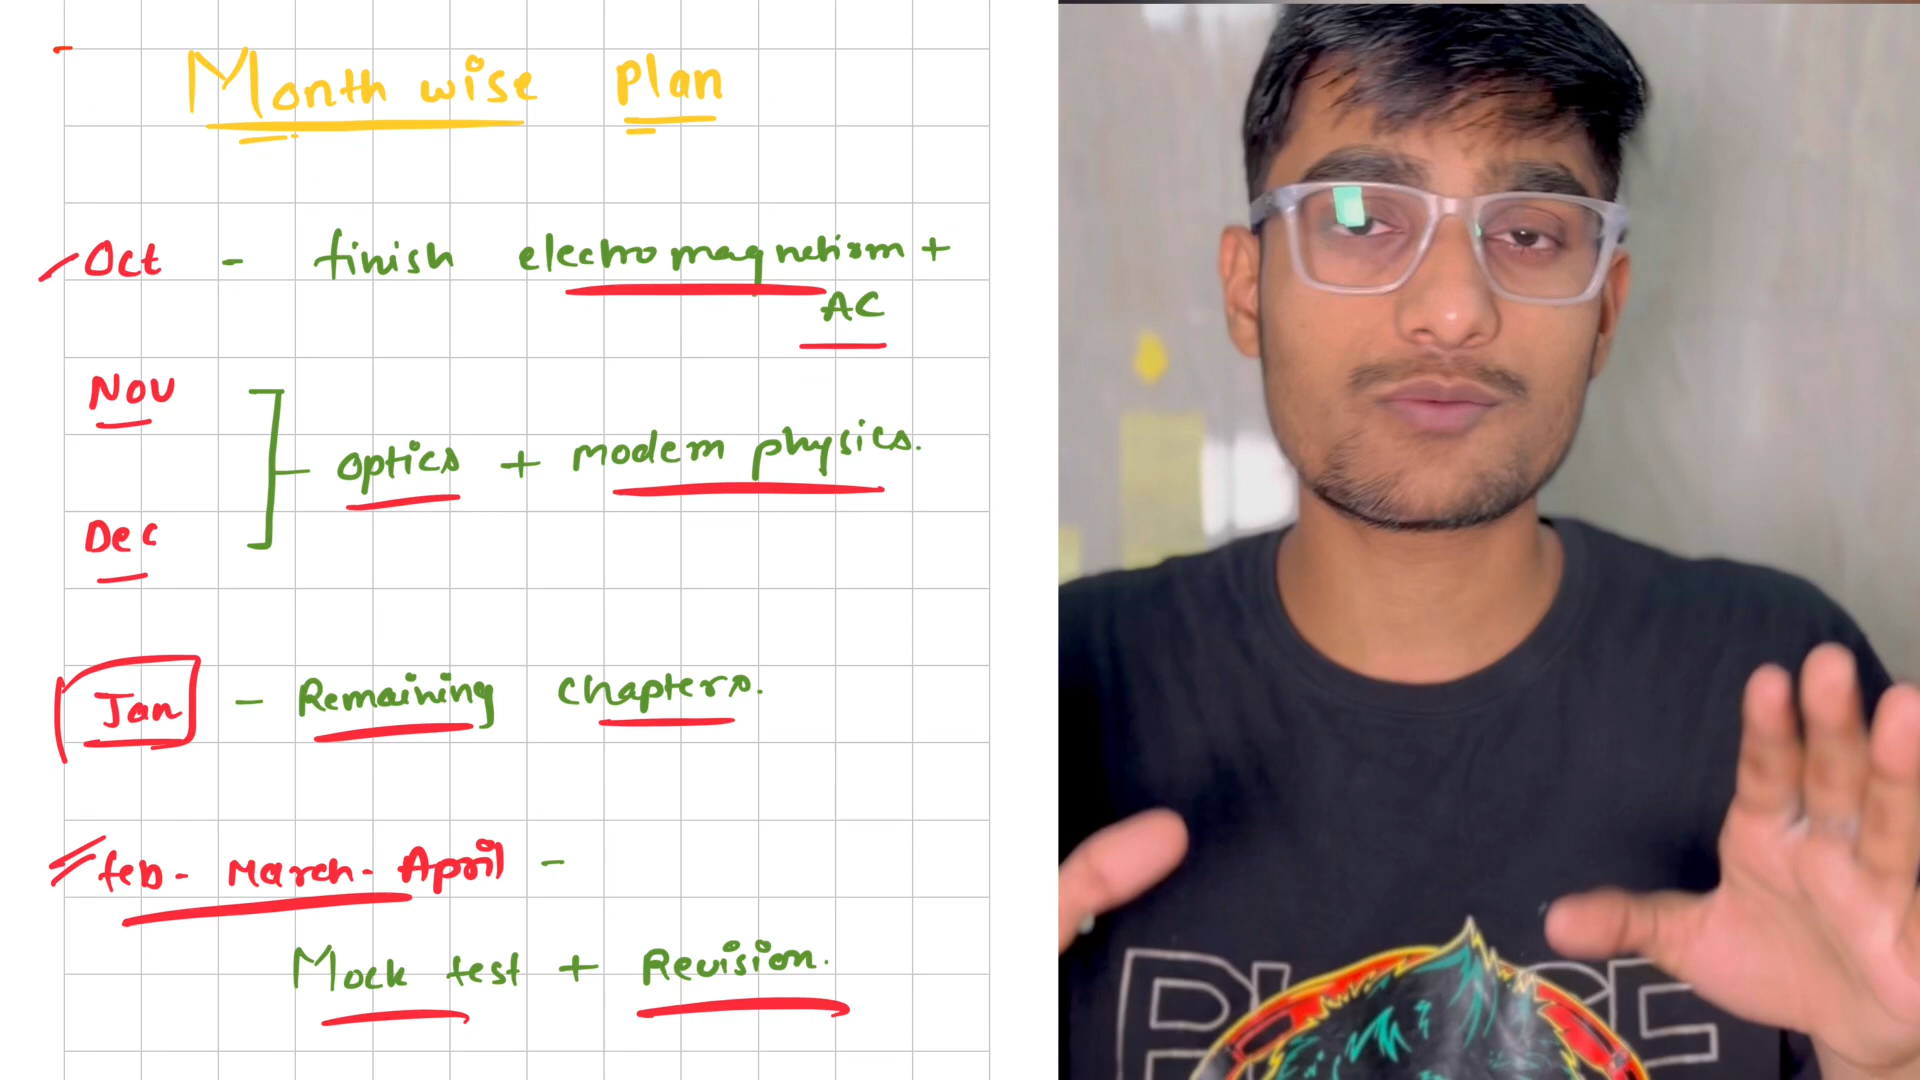 Month wise plan
Oct - finish electromagnetism +
AC
Nov
optics + modern physics.
Dec
Jan - Remaining chapters.
feb - March - April -
Mock test + Revision.